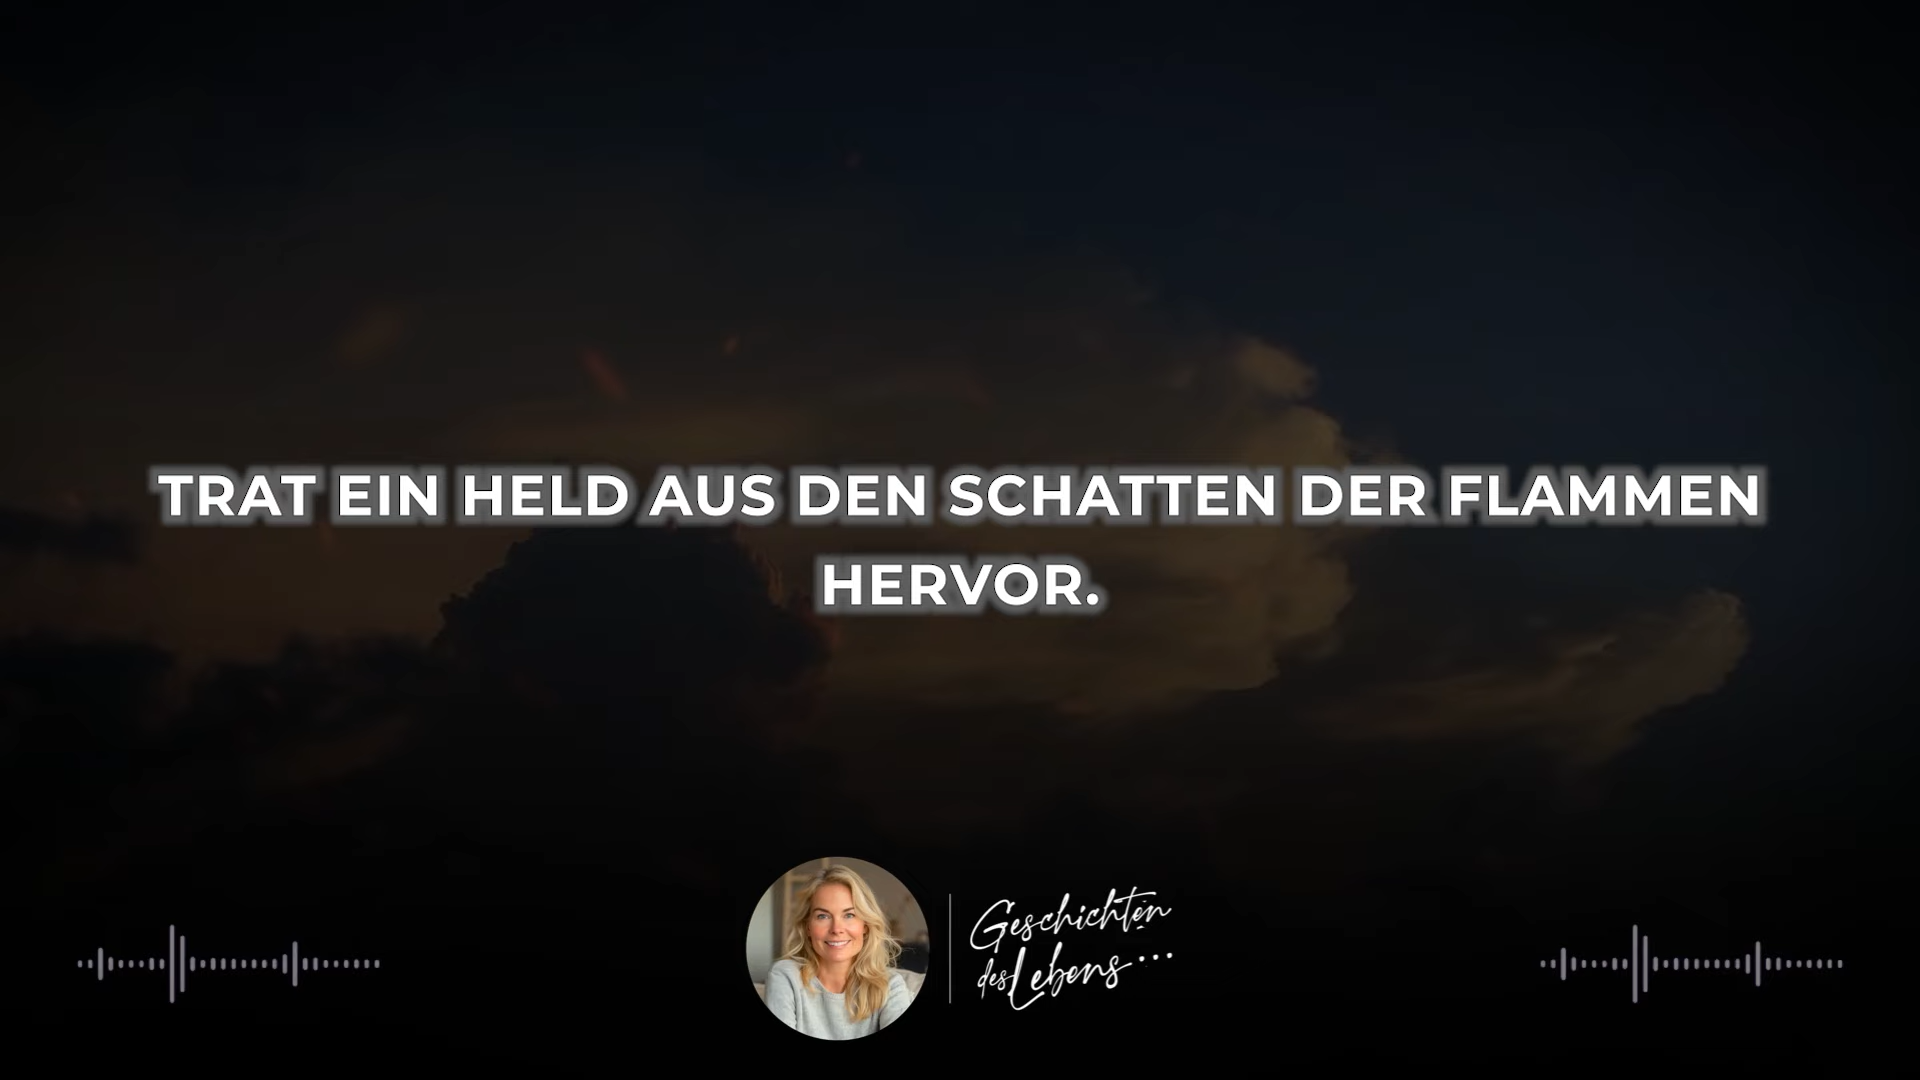 TRAT EIN HELD AUS DEN SCHATTEN DER FLAMMEN
HERVOR.
Geschichten
des Lebens...